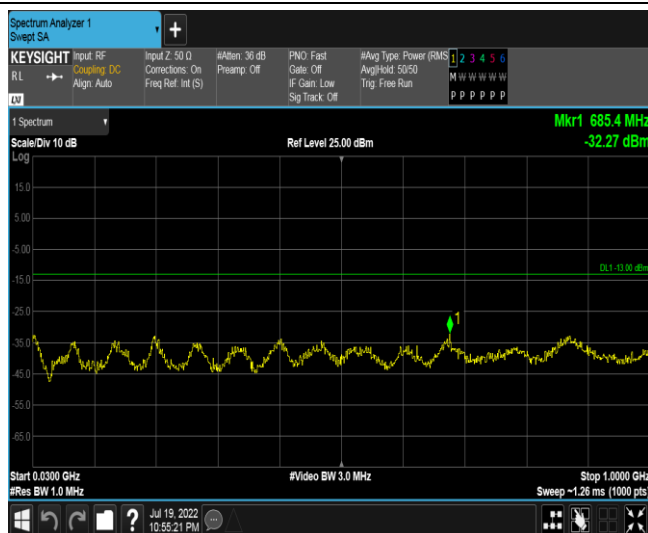 Spectrum Analyzer 1
Swept SA
+
KEYSIGHT
RL
LXI
Input: RF
Coupling: DC
Align: Auto
Input Z: 50 Ω
Corrections: On
Freq Ref: Int (S)
#Atten: 36 dB
Preamp: Off
PNO: Fast
Gate: Off
IF Gain: Low
Sig Track: Off
#Avg Type: Power (RMS
Avg|Hold: 50/50
Trig: Free Run
1 2 3 4 5 6
M W W W W W
P P P P P P
1 Spectrum
Mkr1 685.4 MHz
-32.27 dBm
Scale/Div 10 dB
Ref Level 25.00 dBm
Log
15.0
5.00
-5.00
DL1 -13.00 dBm
-15.0
-25.0
1
-35.0
-45.0
-55.0
-65.0
Start 0.0300 GHz
#Video BW 3.0 MHz
Stop 1.0000 GHz
#Res BW 1.0 MHz
Sweep ~1.26 ms (1000 pts)
?
Jul 19, 2022
10:55:21 PM